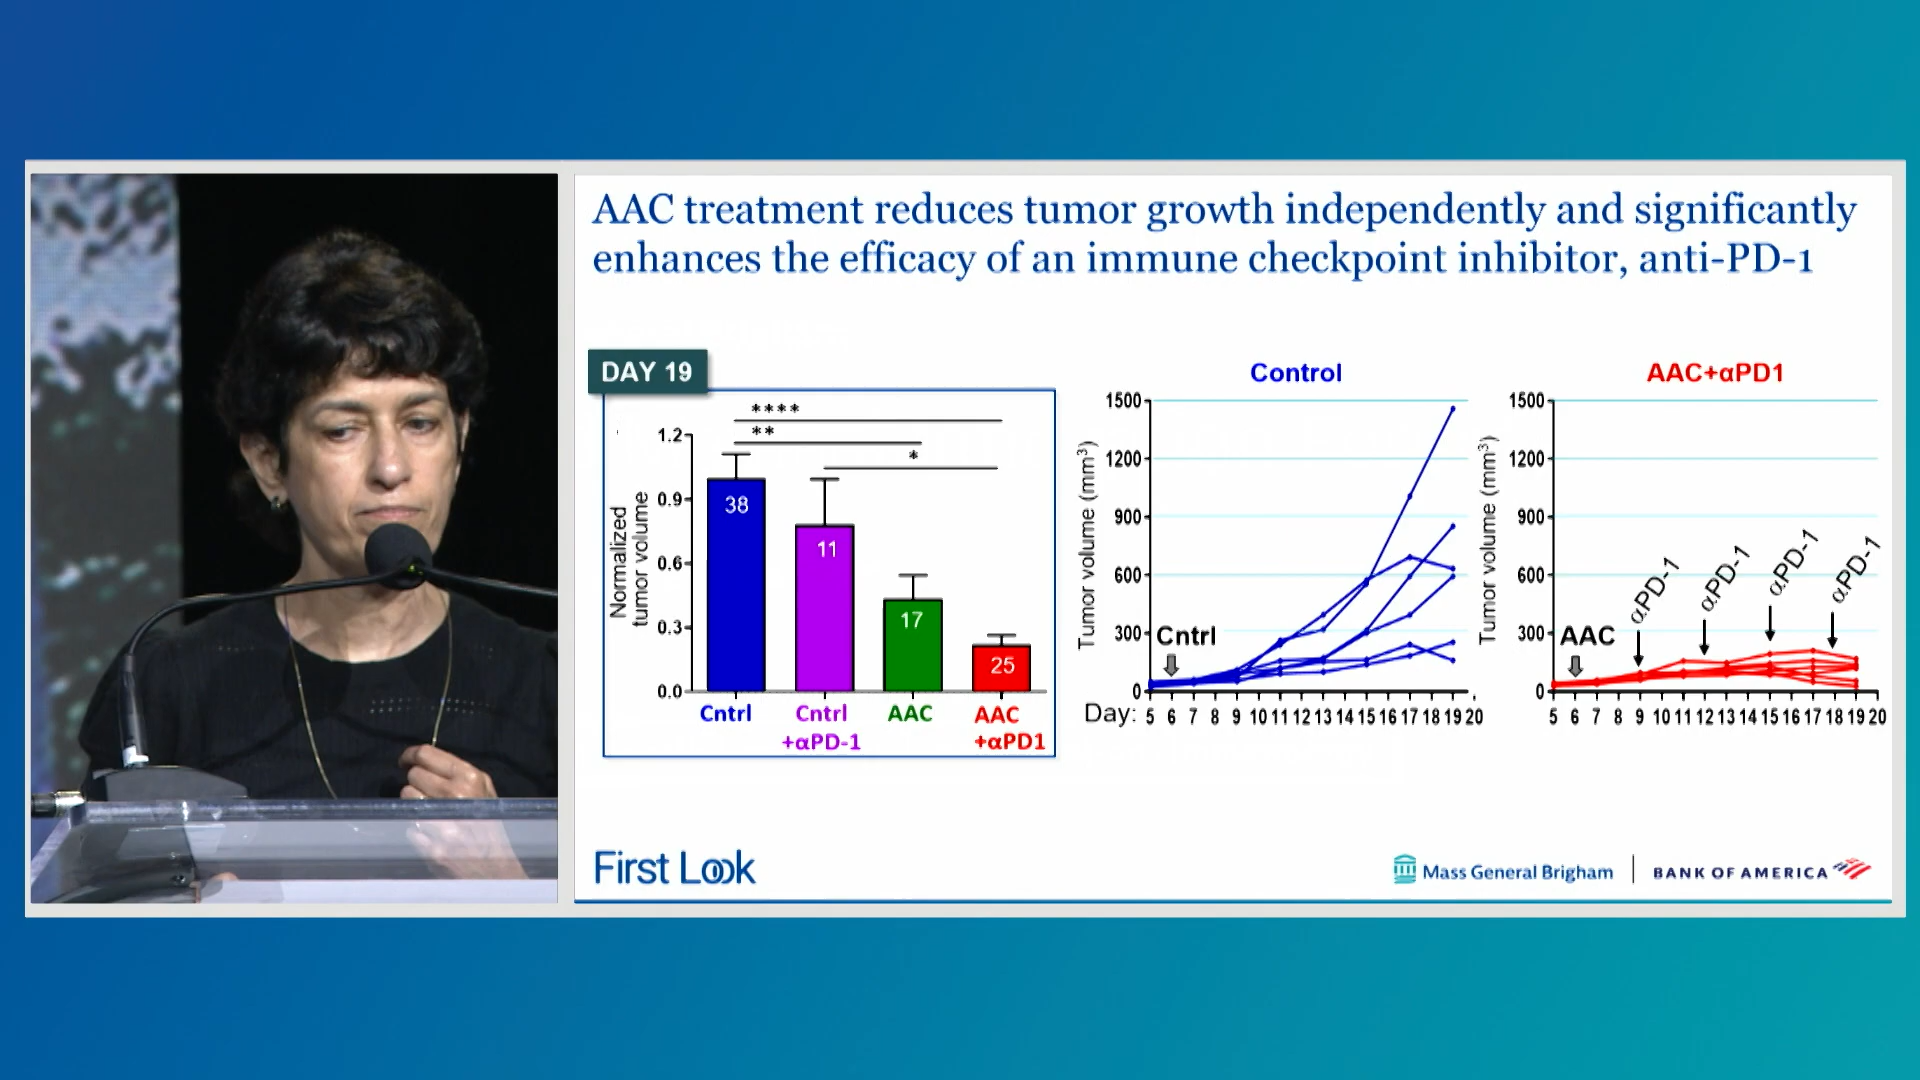 AAC treatment reduces tumor growth independently and significantly
enhances the efficacy of an immune checkpoint inhibitor, anti-PD-1
DAY 19
****
**
*
1.2
0.9
0.6
0.3
0.0
Normalized
tumor volume
38
11
17
25
Cntrl
Cntrl
+αPD-1
AAC
AAC
+αPD1
Control
Tumor volume (mm³)
1500
1200
900
600
300
0
Cntrl
Day: 5 6 7 8 9 10 11 12 13 14 15 16 17 18 19 20
AAC+αPD1
Tumor volume (mm³)
1500
1200
900
600
300
0
AAC
αPD-1
αPD-1
αPD-1
αPD-1
5 6 7 8 9 10 11 12 13 14 15 16 17 18 19 20
First Look
Mass General Brigham
BANK OF AMERICA